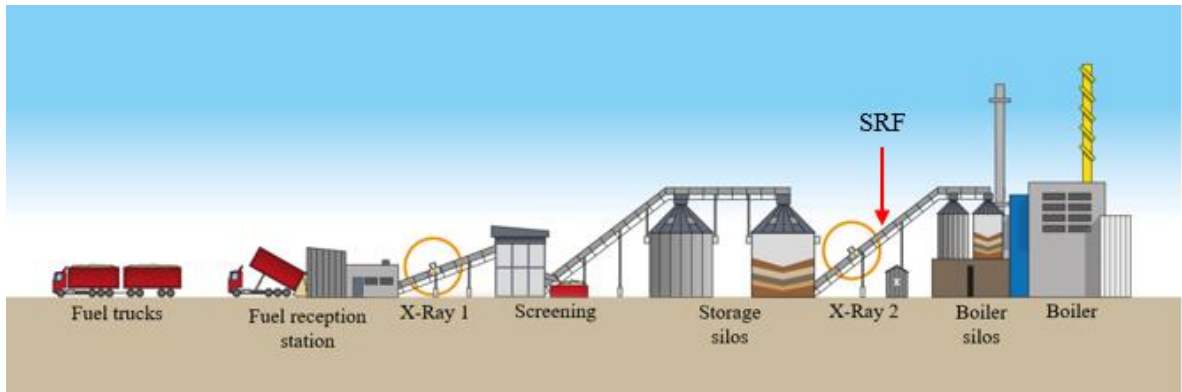 SRF
Fuel trucks
Fuel reception
station
X-Ray 1
Screening
Storage
silos
X-Ray 2
Boiler
silos
Boiler